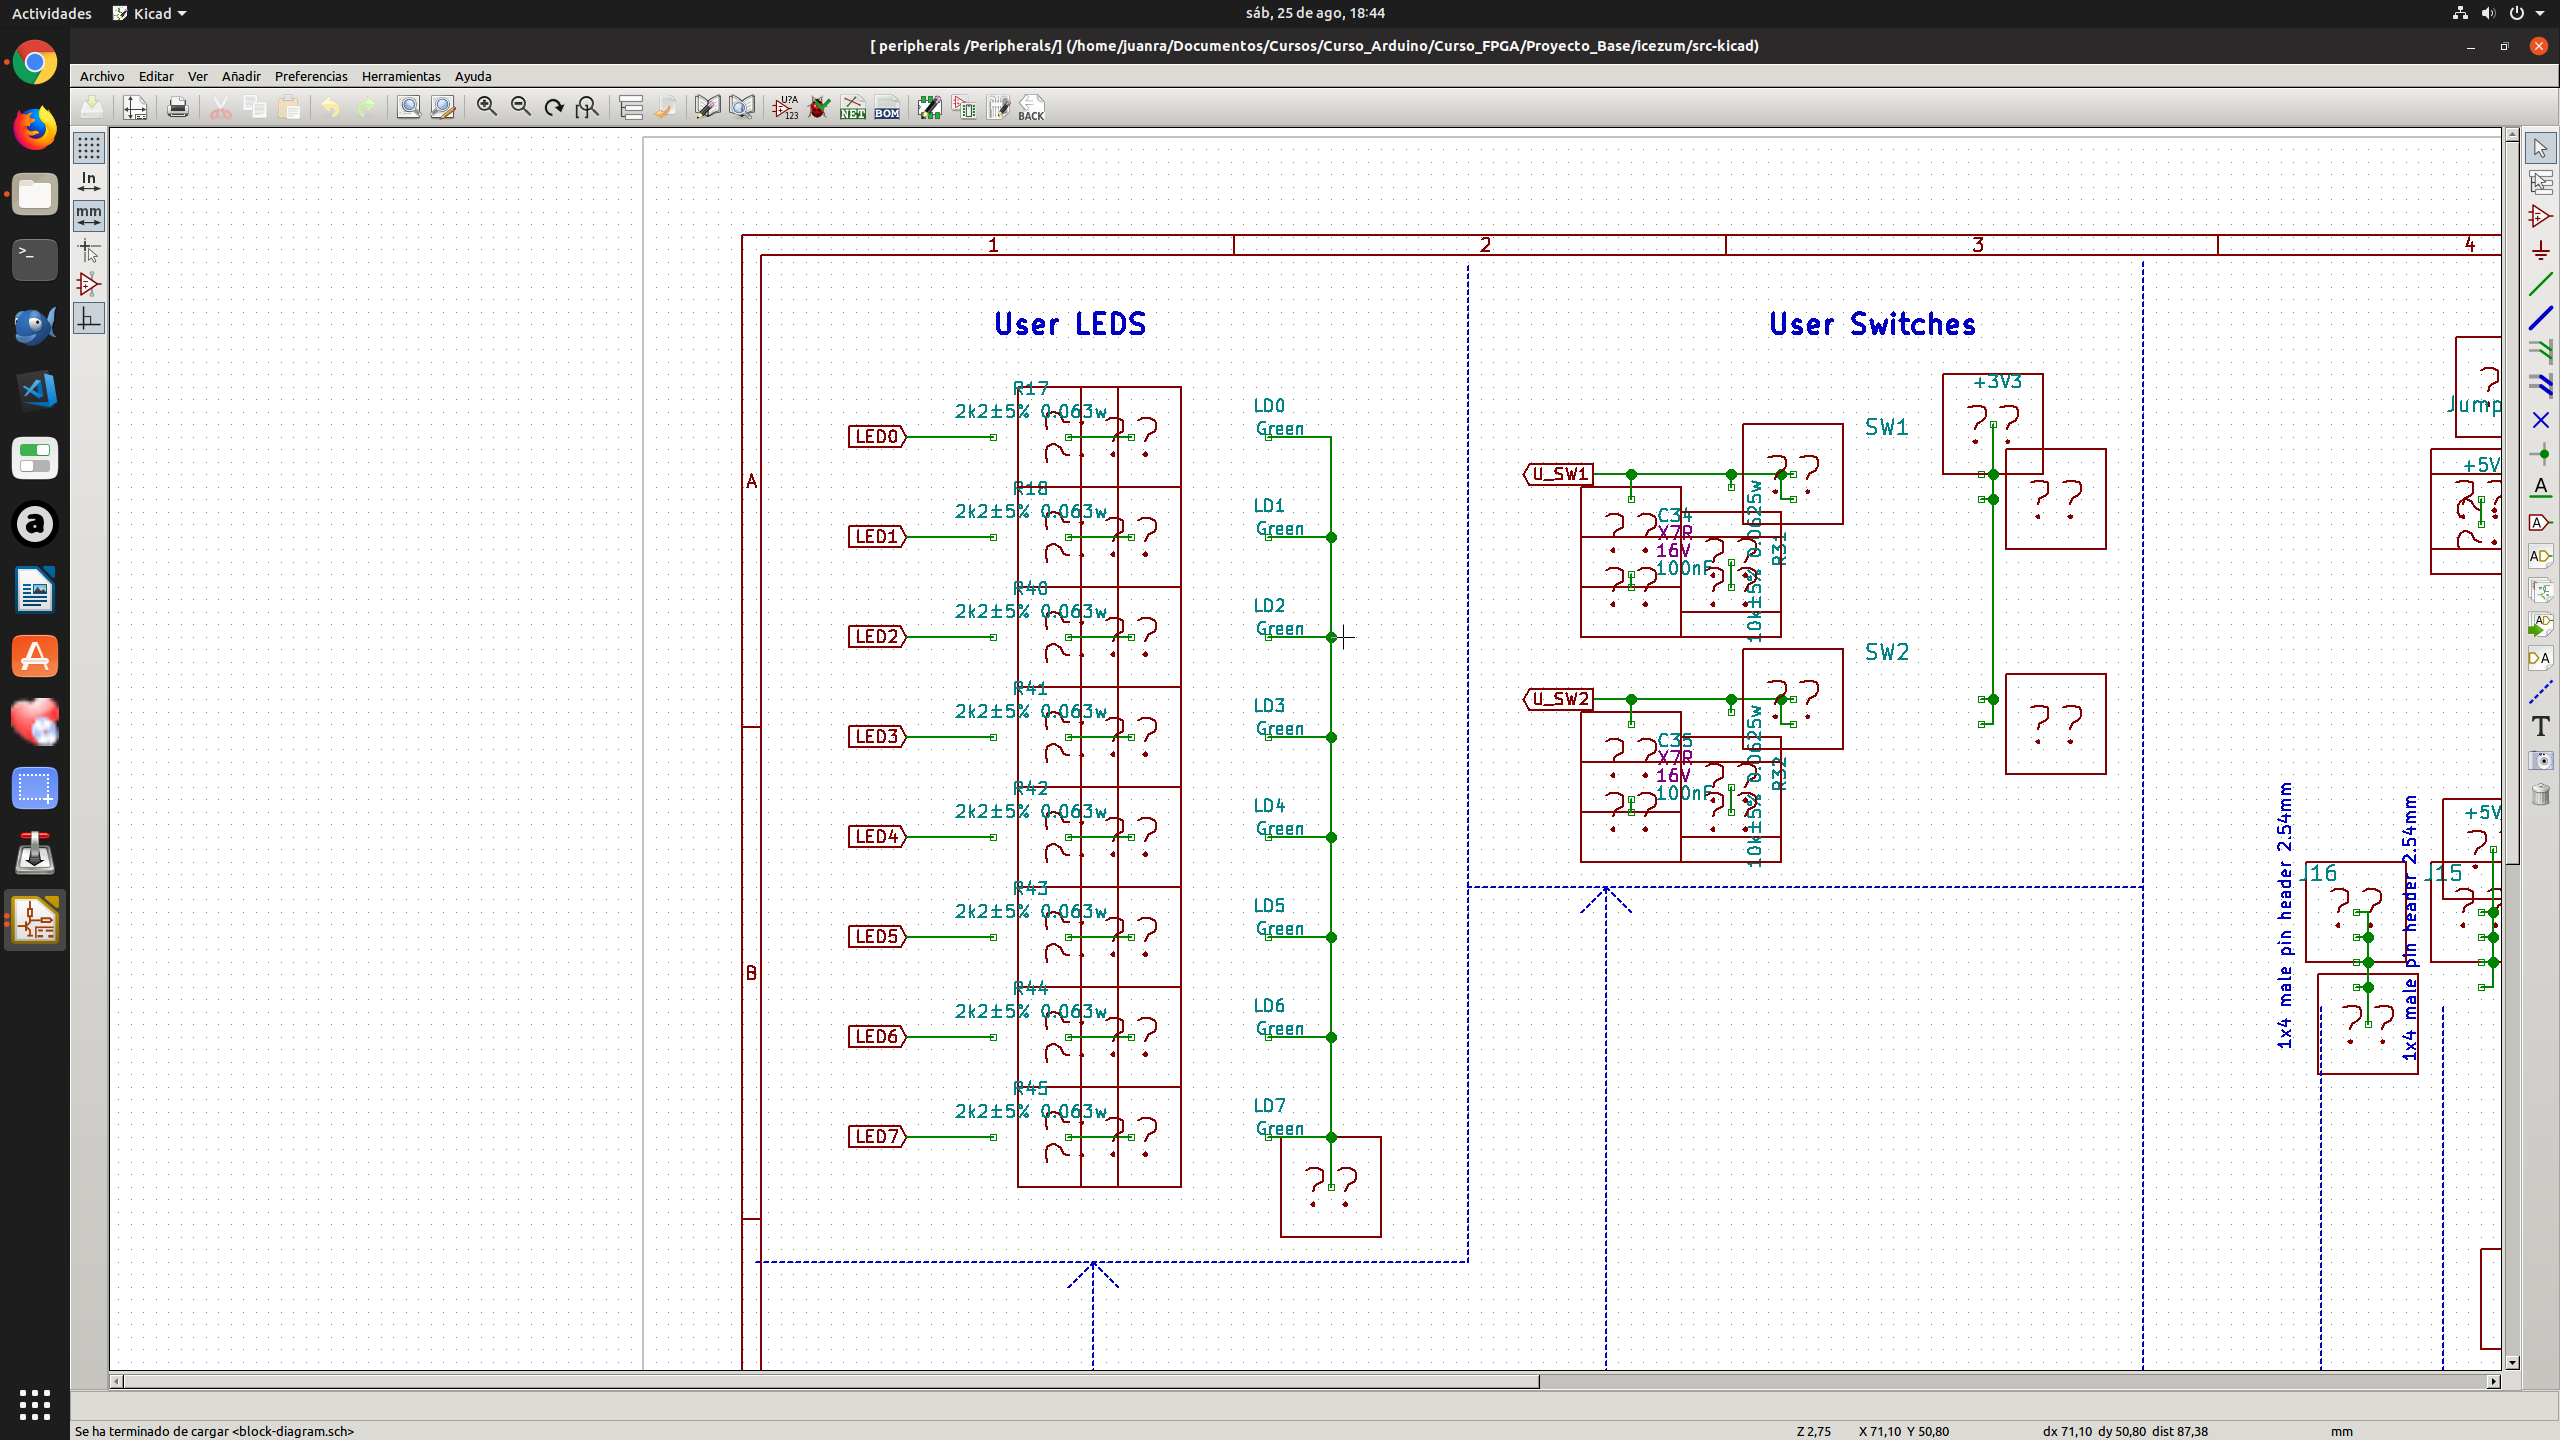 Actividades
Kicad
sáb, 25 de ago, 18:44
[ peripherals /Peripherals/] (/home/juanra/Documentos/Cursos/Curso_Arduino/Curso_FPGA/Proyecto_Base/icezum/src-kicad)
Archivo Editar Ver Añadir Preferencias Herramientas Ayuda
U?A
123
NET
BOM
BACK
In
mm
1 2 3 4
A
B
User LEDS
R17
2k2±5% 0.063w
LED0
??
LD0
Green
R18
2k2±5% 0.063w
LED1
??
LD1
Green
R40
2k2±5% 0.063w
LED2
??
LD2
Green
R41
2k2±5% 0.063w
LED3
??
LD3
Green
R42
2k2±5% 0.063w
LED4
??
LD4
Green
R43
2k2±5% 0.063w
LED5
??
LD5
Green
R44
2k2±5% 0.063w
LED6
??
LD6
Green
R45
2k2±5% 0.063w
LED7
??
LD7
Green
??
User Switches
+3V3
??
SW1
??
U_SW1
??
C34
X7R
16V
100nF
??
??
10k±5% 0.0625w
R31
SW2
??
U_SW2
??
C35
X7R
16V
100nF
??
??
10k±5% 0.0625w
R32
?
Jump
+5V
??
+5V
?
1x4 male pin header 2.54mm
J16
??
??
1x4 male pin header 2.54mm
J15
??
A
A
T
Se ha terminado de cargar <block-diagram.sch>
Z 2,75
X 71,10 Y 50,80
dx 71,10 dy 50,80 dist 87,38
mm